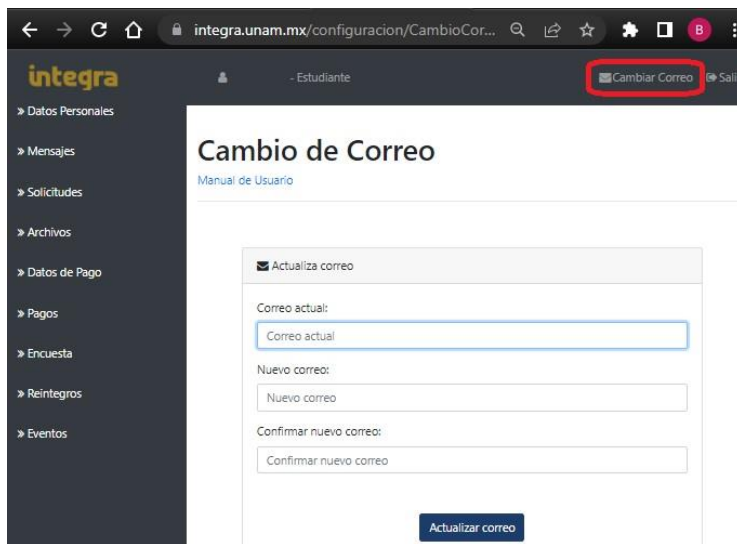 integra.unam.mx/configuracion/CambioCor...
B
integra
- Estudiante
Cambiar Correo
Sali
» Datos Personales
» Mensajes
» Solicitudes
» Archivos
» Datos de Pago
» Pagos
» Encuesta
» Reintegros
» Eventos
Cambio de Correo
Manual de Usuario
Actualiza correo
Correo actual:
Correo actual
Nuevo correo:
Nuevo correo
Confirmar nuevo correo:
Confirmar nuevo correo
Actualizar correo